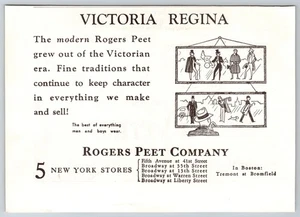 VICTORIA REGINA
The modern Rogers Peet
grew out of the Victorian
era. Fine traditions that
continue to keep character
in everything we make
and sell!
The best of everything
men and boys wear.
ROGERS PEET COMPANY
5 NEW YORK STORES
Fifth Avenue at 41st Street
Broadway at 35th Street
Broadway at 13th Street
Broadway at Warren Street
Broadway at Liberty Street
In Boston:
Tremont at Bromfield